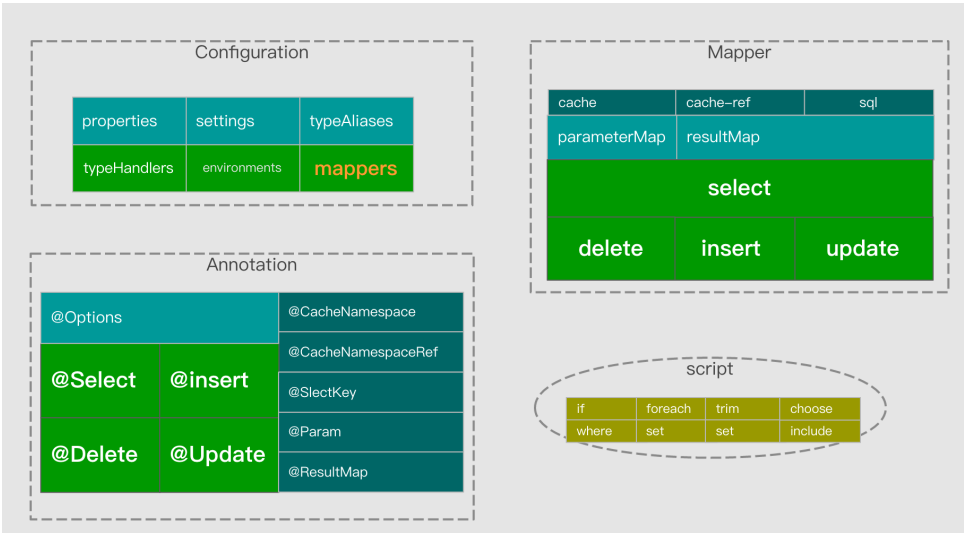 Configuration
properties settings typeAliases
typeHandlers environments mappers
Mapper
cache cache-ref sql
parameterMap resultMap
select
delete insert update
Annotation
@Options
@Select @insert
@Delete @Update
@CacheNamespace
@CacheNamespaceRef
@SlectKey
@Param
@ResultMap
script
if foreach trim choose
where set set include